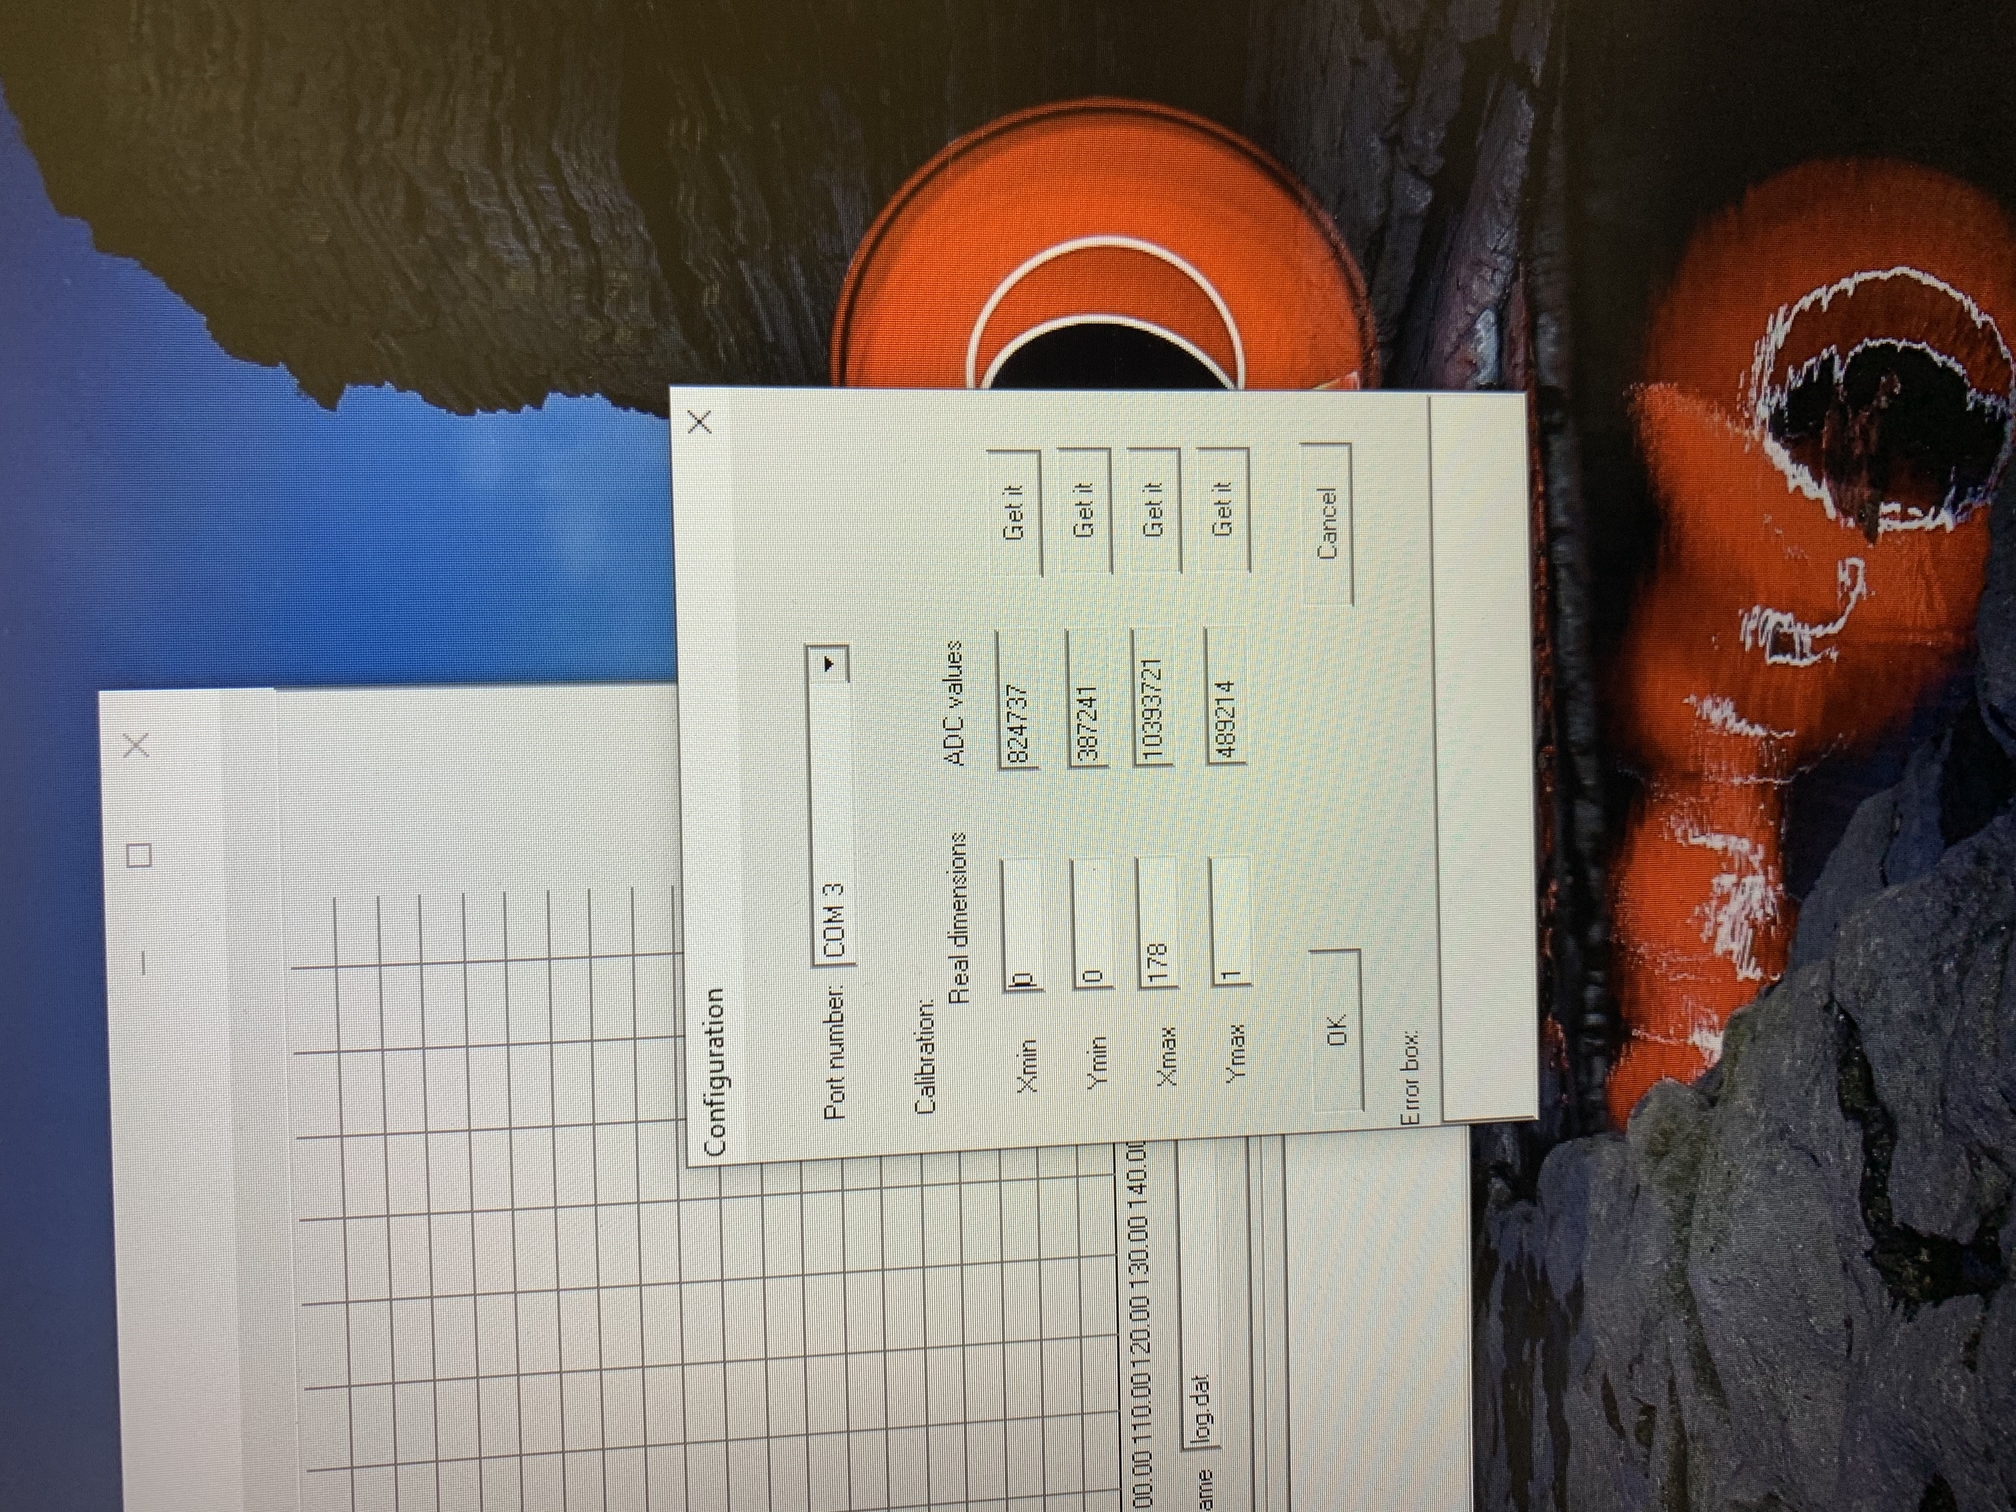 Configuration
Port number: COM 3
Calibration:
Real dimensions ADC values
Xmin 0 824737 Get it
Ymin 0 387241 Get it
Xmax 178 10393721 Get it
Ymax 1 489214 Get it
OK Cancel
Error box:
00.00 110.00 120.00 130.00 140.00
ame log.dat